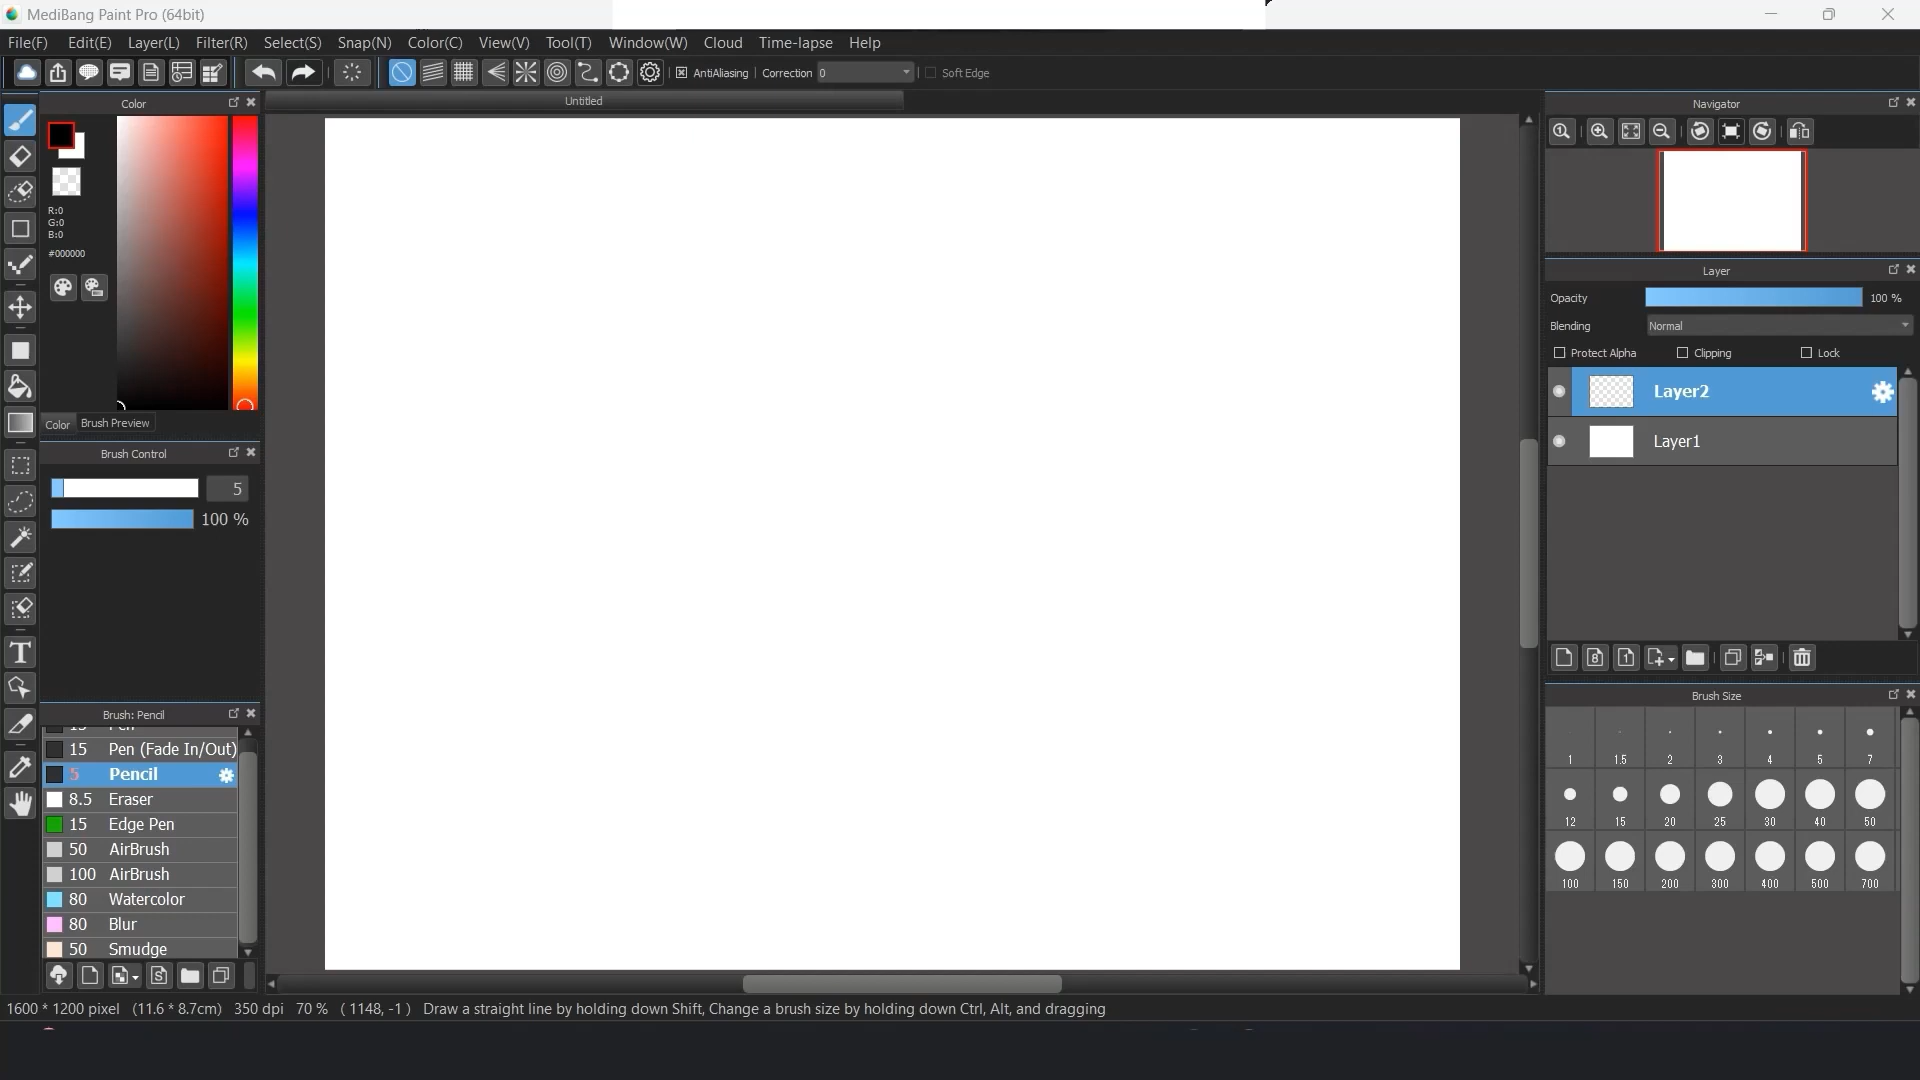 MediBang Paint Pro (64bit)
File(F) Edit(E) Layer(L) Filter(R) Select(S) Snap(N) Color(C) View(V) Tool(T) Window(W) Cloud Time-lapse Help
AntiAliasing Correction 0 Soft Edge
Color
Untitled
Navigator
R:0
G:0
B:0
#000000
Color Brush Preview
Brush Control
5
100 %
Brush: Pencil
15 Pen
15 Pen (Fade In/Out)
5 Pencil
8.5 Eraser
15 Edge Pen
50 AirBrush
100 AirBrush
80 Watercolor
80 Blur
50 Smudge
Layer
Opacity 100 %
Blending Normal
Protect Alpha Clipping Lock
Layer2
Layer1
8 1
Brush Size
1 1.5 2 3 4 5 7
12 15 20 25 30 40 50
100 150 200 300 400 500 700
1600 * 1200 pixel (11.6 * 8.7cm) 350 dpi 70 % ( 1148, -1 ) Draw a straight line by holding down Shift, Change a brush size by holding down Ctrl, Alt, and dragging